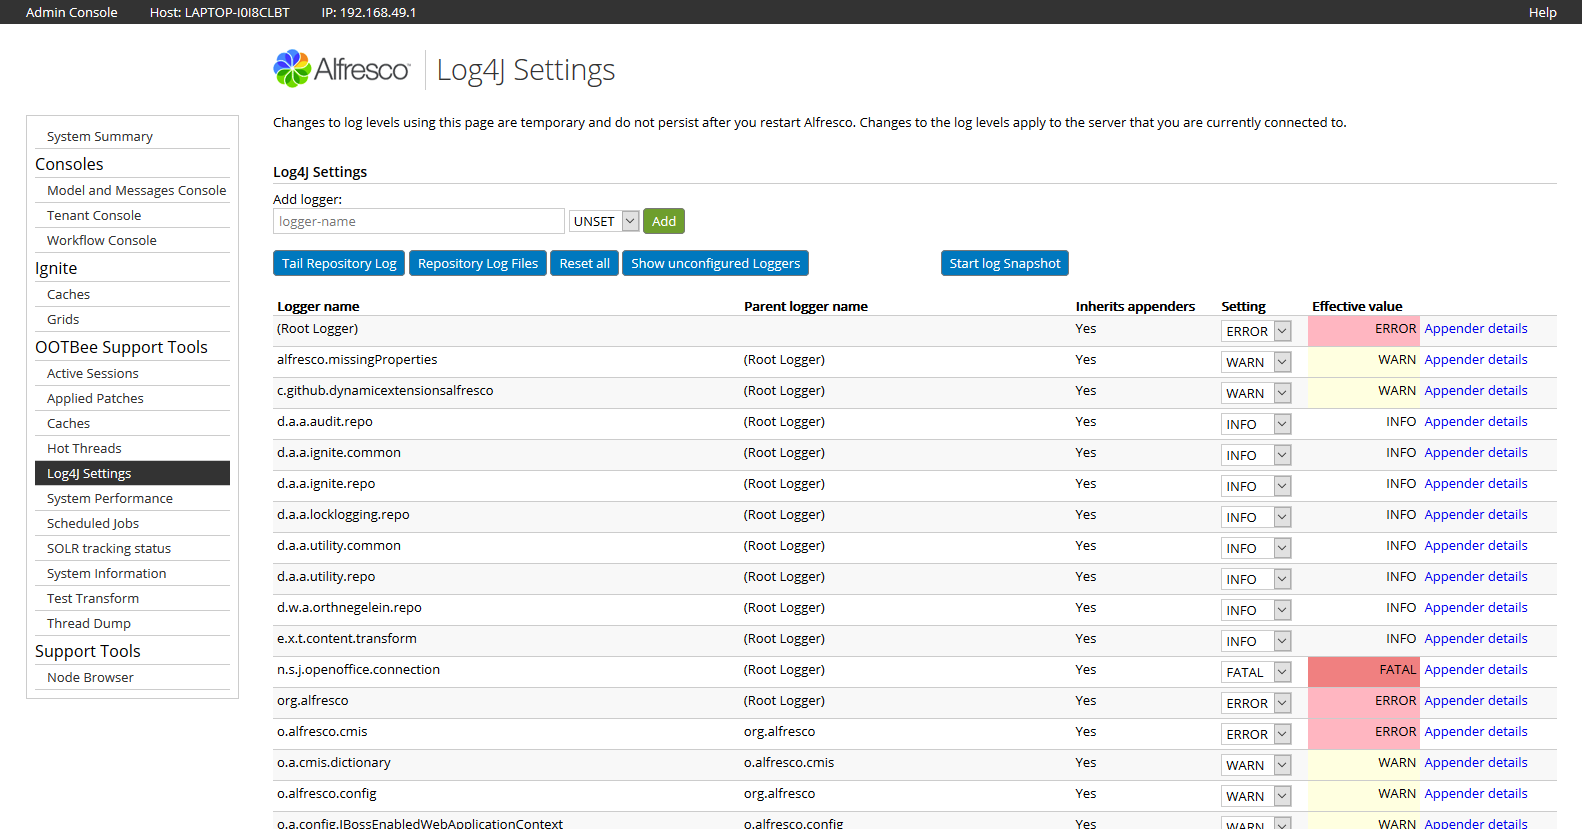 Admin Console Host: LAPTOP-I0I8CLBT IP: 192.168.49.1 Help
Alfresco Log4J Settings
Changes to log levels using this page are temporary and do not persist after you restart Alfresco. Changes to the log levels apply to the server that you are currently connected to.
System Summary
Consoles
Model and Messages Console
Tenant Console
Workflow Console
Ignite
Caches
Grids
OOTBee Support Tools
Active Sessions
Applied Patches
Caches
Hot Threads
Log4J Settings
System Performance
Scheduled Jobs
SOLR tracking status
System Information
Test Transform
Thread Dump
Support Tools
Node Browser
Log4J Settings
Add logger:
logger-name UNSET Add
Tail Repository Log Repository Log Files Reset all Show unconfigured Loggers Start log Snapshot
Logger name Parent logger name Inherits appenders Setting Effective value
(Root Logger) Yes ERROR ERROR Appender details
alfresco.missingProperties (Root Logger) Yes WARN WARN Appender details
c.github.dynamicextensionsalfresco (Root Logger) Yes WARN WARN Appender details
d.a.a.audit.repo (Root Logger) Yes INFO INFO Appender details
d.a.a.ignite.common (Root Logger) Yes INFO INFO Appender details
d.a.a.ignite.repo (Root Logger) Yes INFO INFO Appender details
d.a.a.locklogging.repo (Root Logger) Yes INFO INFO Appender details
d.a.a.utility.common (Root Logger) Yes INFO INFO Appender details
d.a.a.utility.repo (Root Logger) Yes INFO INFO Appender details
d.w.a.orthnegelein.repo (Root Logger) Yes INFO INFO Appender details
e.x.t.content.transform (Root Logger) Yes INFO INFO Appender details
n.s.j.openoffice.connection (Root Logger) Yes FATAL FATAL Appender details
org.alfresco (Root Logger) Yes ERROR ERROR Appender details
o.alfresco.cmis org.alfresco Yes ERROR ERROR Appender details
o.a.cmis.dictionary o.alfresco.cmis Yes WARN WARN Appender details
o.alfresco.config org.alfresco Yes WARN WARN Appender details
o.a.config.JBossEnabledWebApplicationContext o.alfresco.config Yes WARN WARN Appender details